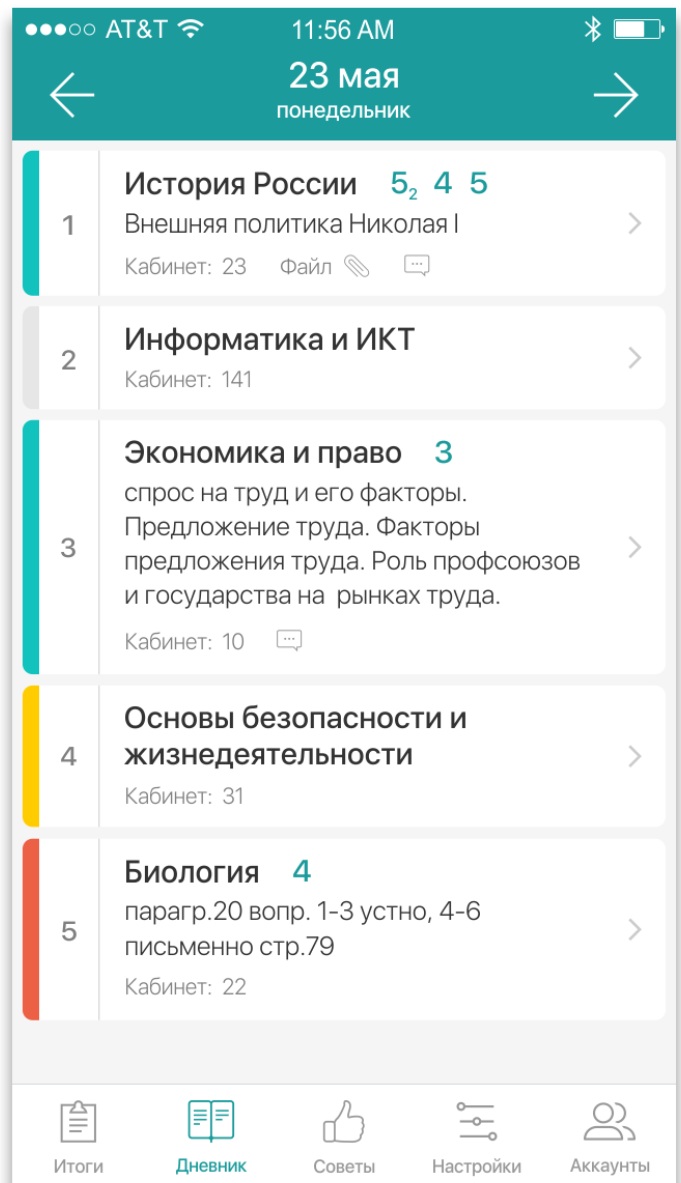 AT&T 11:56 AM
23 мая
понедельник
1
История России 5₂ 4 5
Внешняя политика Николая I
Кабинет: 23 Файл
2
Информатика и ИКТ
Кабинет: 141
3
Экономика и право 3
спрос на труд и его факторы.
Предложение труда. Факторы
предложения труда. Роль профсоюзов
и государства на рынках труда.
Кабинет: 10
4
Основы безопасности и
жизнедеятельности
Кабинет: 31
5
Биология 4
парагр.20 вопр. 1-3 устно, 4-6
письменно стр.79
Кабинет: 22
Итоги Дневник Советы Настройки Аккаунты